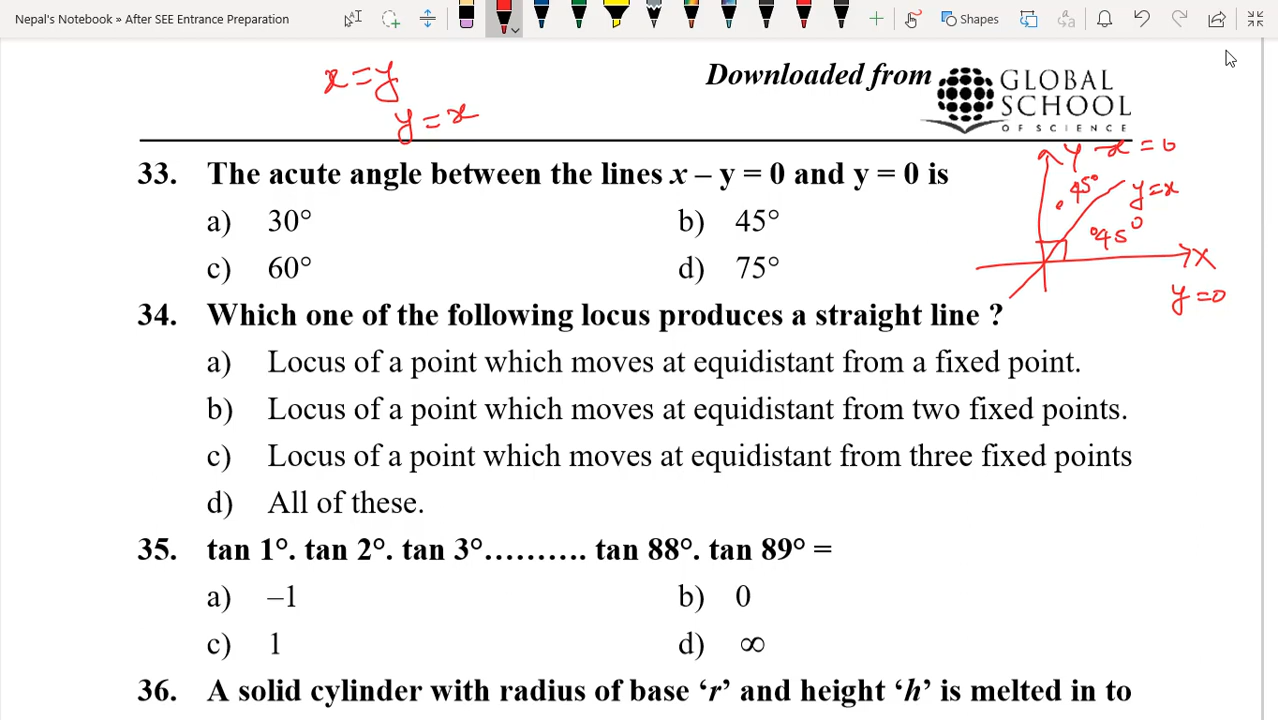 Nepal's Notebook » After SEE Entrance Preparation
Shapes
x = y
y = x
Downloaded from
GLOBAL
SCHOOL
OF SCIENCE
33. The acute angle between the lines x – y = 0 and y = 0 is
a) 30° b) 45°
c) 60° d) 75°
Y x = 0
45°
y = x
45°
X
y = 0
34. Which one of the following locus produces a straight line ?
a) Locus of a point which moves at equidistant from a fixed point.
b) Locus of a point which moves at equidistant from two fixed points.
c) Locus of a point which moves at equidistant from three fixed points
d) All of these.
35. tan 1°. tan 2°. tan 3°.......... tan 88°. tan 89° =
a) –1 b) 0
c) 1 d) ∞
36. A solid cylinder with radius of base ‘r’ and height ‘h’ is melted in to